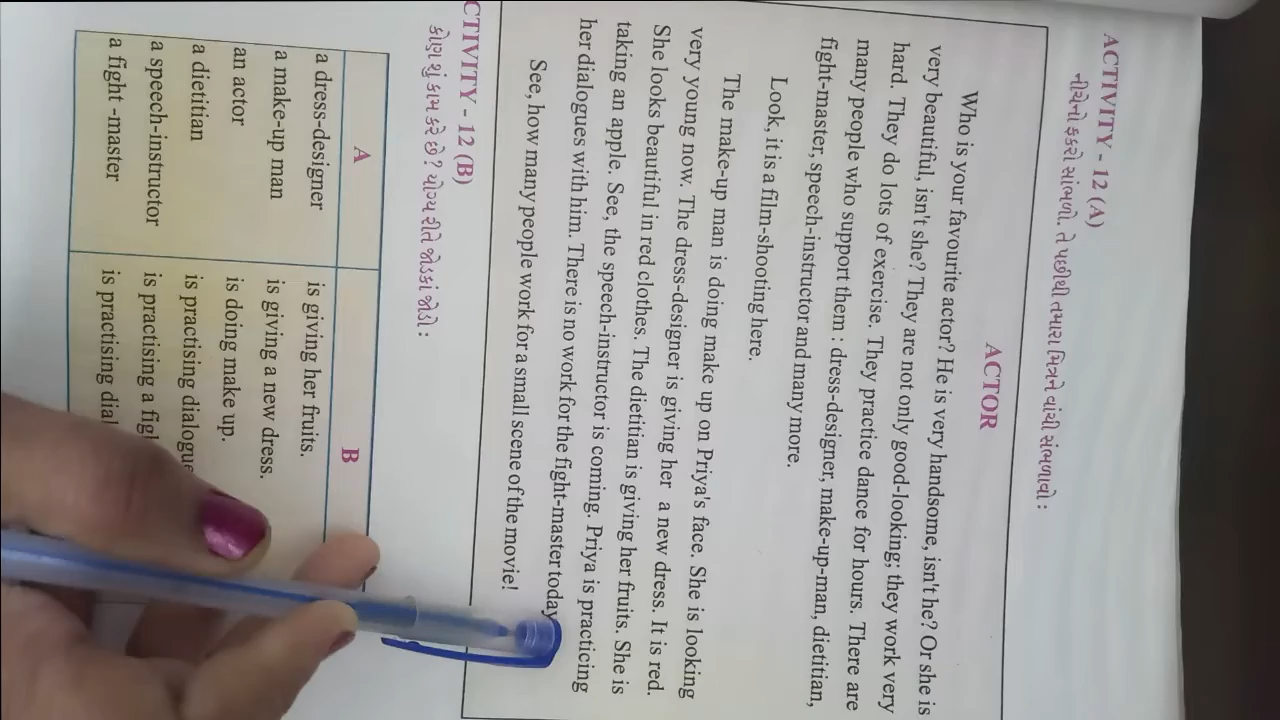 ACTIVITY - 12 (A)
નીચેનો ફકરો સાંભળો. તે પછીથી તમારા મિત્રને વાંચી સંભળાવો :
ACTOR
Who is your favourite actor? He is very handsome, isn't he? Or she is
very beautiful, isn't she? They are not only good-looking; they work very
hard. They do lots of exercise. They practice dance for hours. There are
many people who support them : dress-designer, make-up-man, dietitian,
fight-master, speech-instructor and many more.
Look, it is a film-shooting here.
The make-up man is doing make up on Priya's face. She is looking
very young now. The dress-designer is giving her a new dress. It is red.
She looks beautiful in red clothes. The dietitian is giving her fruits. She is
taking an apple. See, the speech-instructor is coming. Priya is practicing
her dialogues with him. There is no work for the fight-master today
See, how many people work for a small scene of the movie!
CTIVITY - 12 (B)
કોણ શું કામ કરે છે? યોગ્ય રીતે જોડકાં જોડો :
A B
a dress-designer is giving her fruits.
a make-up man is giving a new dress.
an actor is doing make up.
a dietitian is practising dialogue
a speech-instructor is practising a
a fight -master is practising